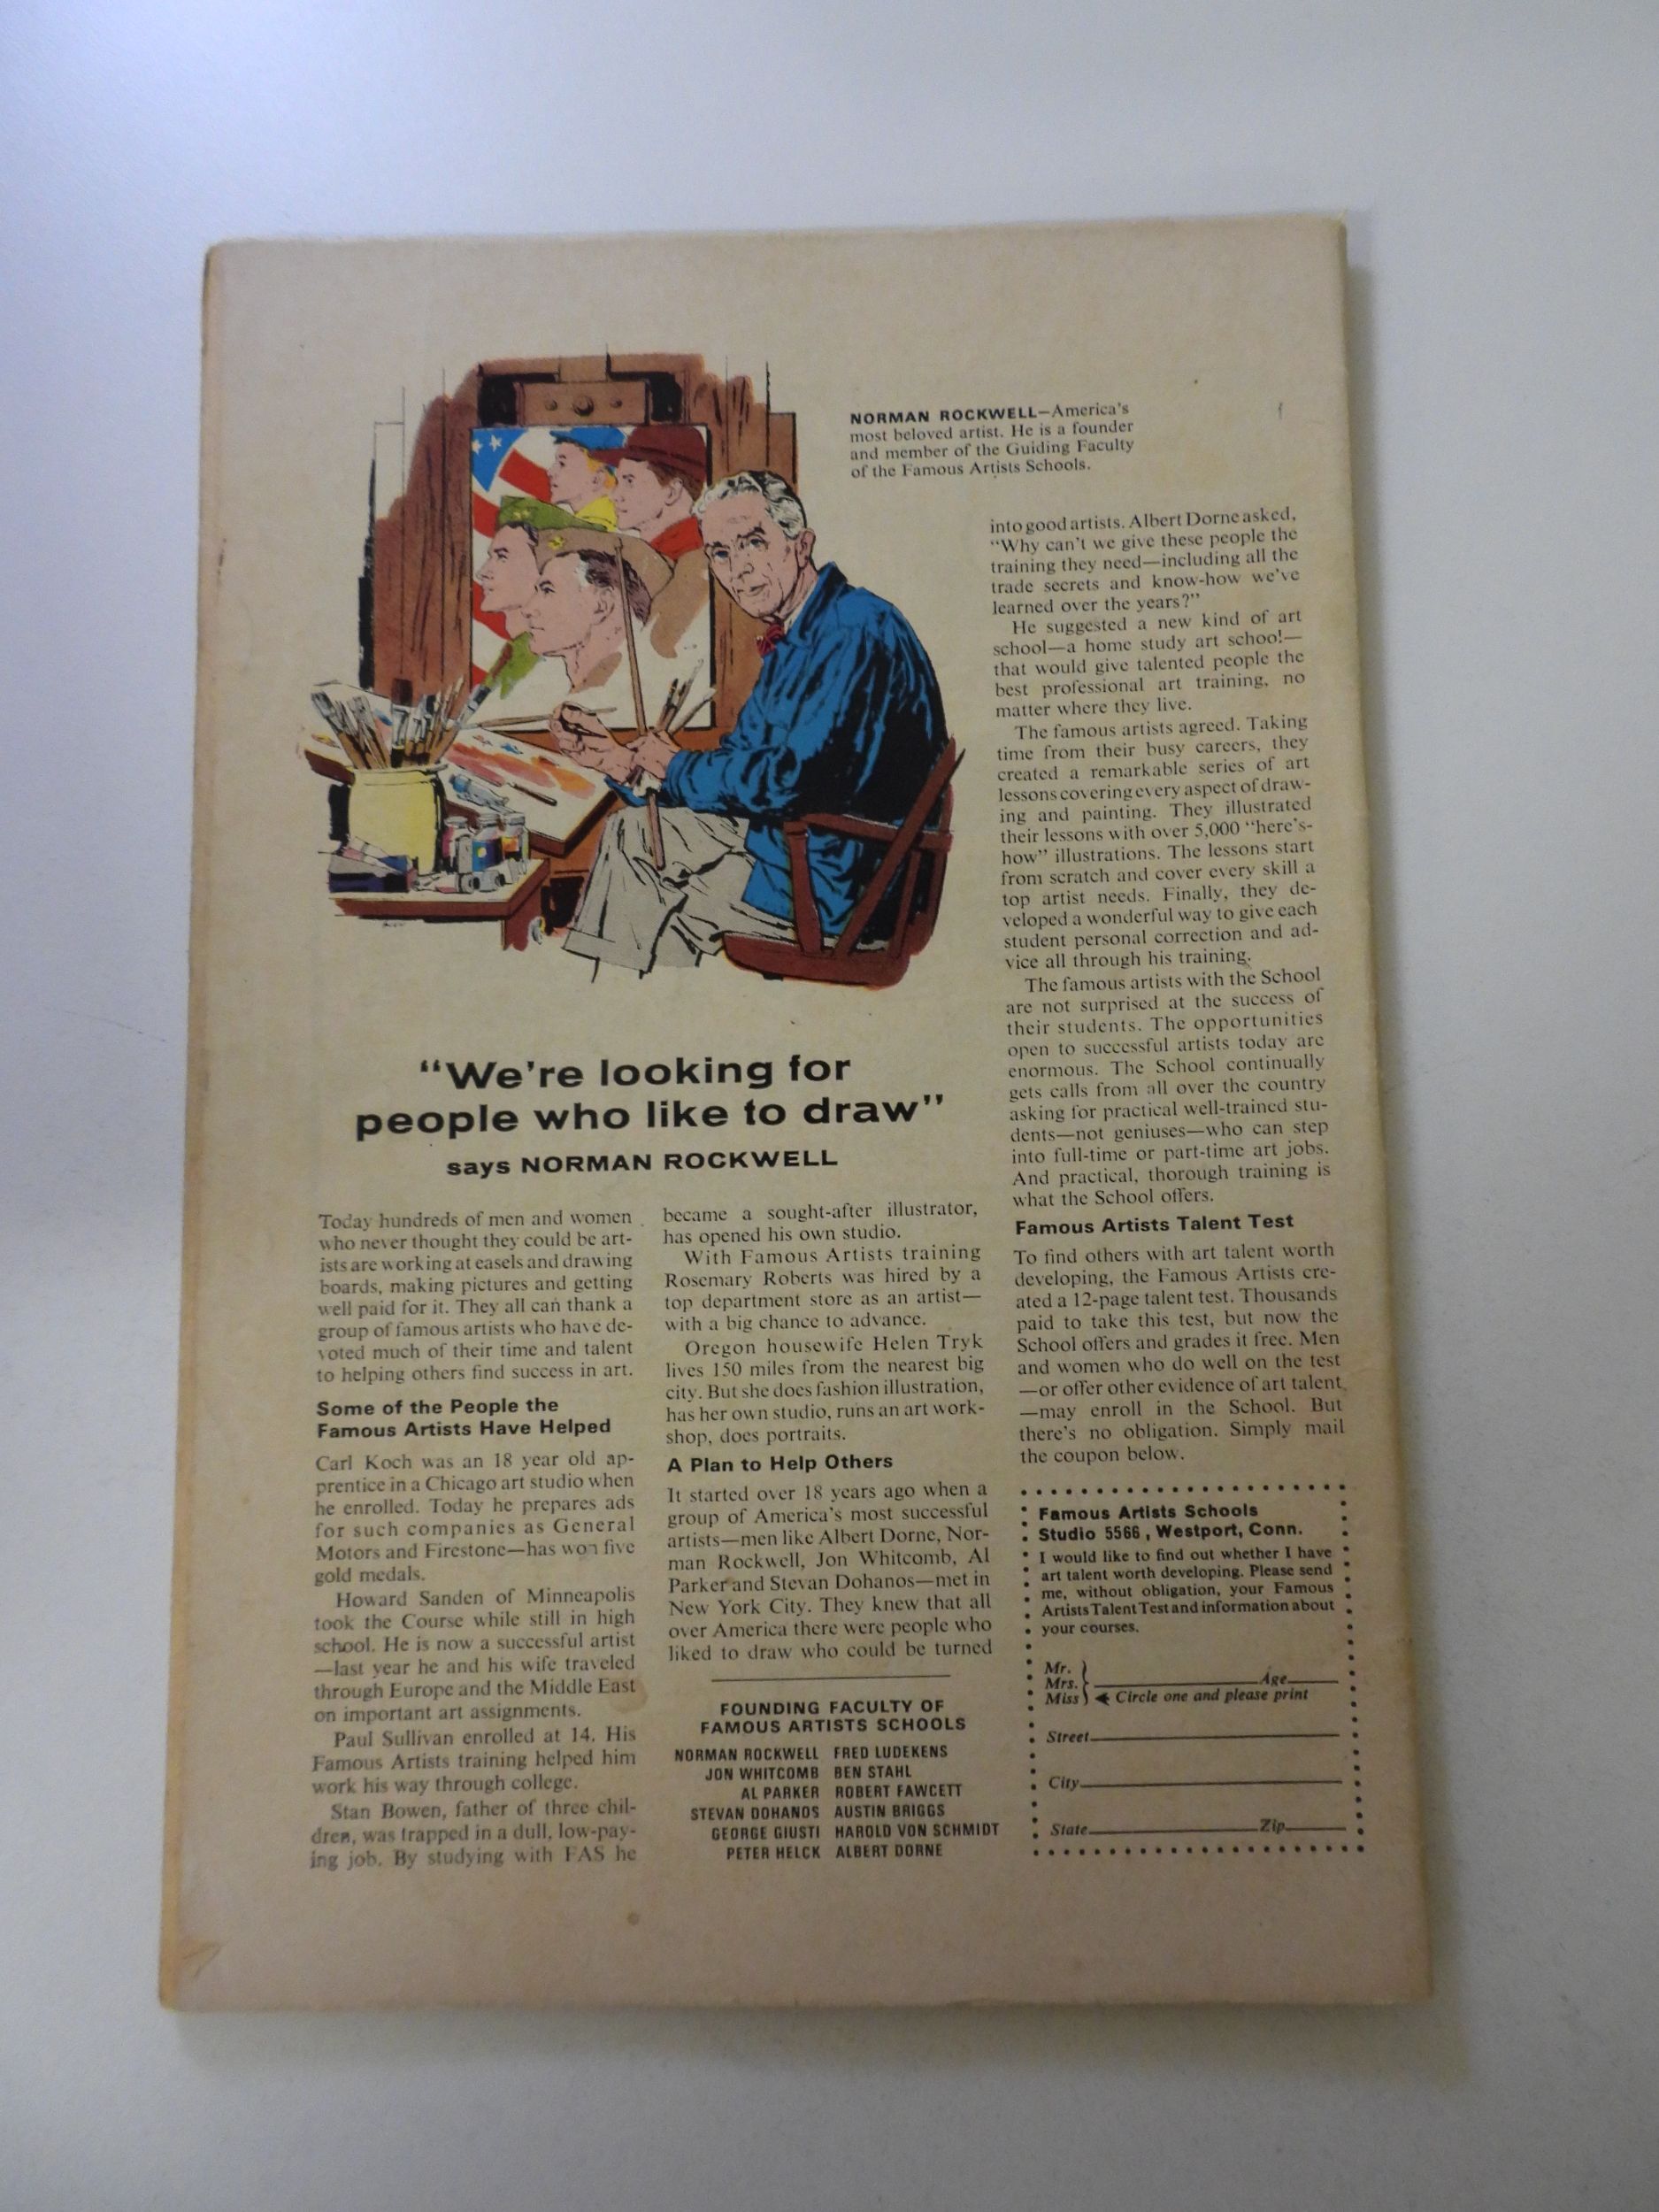 NORMAN ROCKWELL—America's
most beloved artist. He is a founder
and member of the Guiding Faculty
of the Famous Artists Schools.
"We're looking for
people who like to draw"
says NORMAN ROCKWELL
Today hundreds of men and women
who never thought they could be art-
ists are working at easels and drawing
boards, making pictures and getting
well paid for it. They all can thank a
group of famous artists who have de-
voted much of their time and talent
to helping others find success in art.
Some of the People the
Famous Artists Have Helped
Carl Koch was an 18 year old ap-
prentice in a Chicago art studio when
he enrolled. Today he prepares ads
for such companies as General
Motors and Firestone—has won five
gold medals.
Howard Sanden of Minneapolis
took the Course while still in high
school. He is now a successful artist
—last year he and his wife traveled
through Europe and the Middle East
on important art assignments.
Paul Sullivan enrolled at 14. His
Famous Artists training helped him
work his way through college.
Stan Bowen, father of three chil-
dren, was trapped in a dull, low-pay-
ing job. By studying with FAS he
became a sought-after illustrator,
has opened his own studio.
With Famous Artists training
Rosemary Roberts was hired by a
top department store as an artist—
with a big chance to advance.
Oregon housewife Helen Tryk
lives 150 miles from the nearest big
city. But she does fashion illustration,
has her own studio, runs an art work-
shop, does portraits.
A Plan to Help Others
It started over 18 years ago when a
group of America's most successful
artists—men like Albert Dorne, Nor-
man Rockwell, Jon Whitcomb, Al
Parker and Stevan Dohanos—met in
New York City. They knew that all
over America there were people who
liked to draw who could be turned
into good artists. Albert Dorne asked,
"Why can't we give these people the
training they need—including all the
trade secrets and know-how we've
learned over the years?"
He suggested a new kind of art
school—a home study art school—
that would give talented people the
best professional art training, no
matter where they live.
The famous artists agreed. Taking
time from their busy careers, they
created a remarkable series of art
lessons covering every aspect of draw-
ing and painting. They illustrated
their lessons with over 5,000 "here's-
how" illustrations. The lessons start
from scratch and cover every skill a
top artist needs. Finally, they de-
veloped a wonderful way to give each
student personal correction and ad-
vice all through his training.
The famous artists with the School
are not surprised at the success of
their students. The opportunities
open to successful artists today are
enormous. The School continually
gets calls from all over the country
asking for practical well-trained stu-
dents—not geniuses—who can step
into full-time or part-time art jobs.
And practical, thorough training is
what the School offers.
Famous Artists Talent Test
To find others with art talent worth
developing, the Famous Artists cre-
ated a 12-page talent test. Thousands
paid to take this test, but now the
School offers and grades it free. Men
and women who do well on the test
—or offer other evidence of art talent,
—may enroll in the School. But
there's no obligation. Simply mail
the coupon below.
FOUNDING FACULTY OF
FAMOUS ARTISTS SCHOOLS
NORMAN ROCKWELL FRED LUDEKENS
JON WHITCOMB BEN STAHL
AL PARKER ROBERT FAWCETT
STEVAN DOHANOS AUSTIN BRIGGS
GEORGE GIUSTI HAROLD VON SCHMIDT
PETER HELCK ALBERT DORNE
Famous Artists Schools
Studio 5566, Westport, Conn.
I would like to find out whether I have
art talent worth developing. Please send
me, without obligation, your Famous
Artists Talent Test and information about
your courses.
Mr.
Mrs. Age
Miss Circle one and please print
Street
City
State Zip